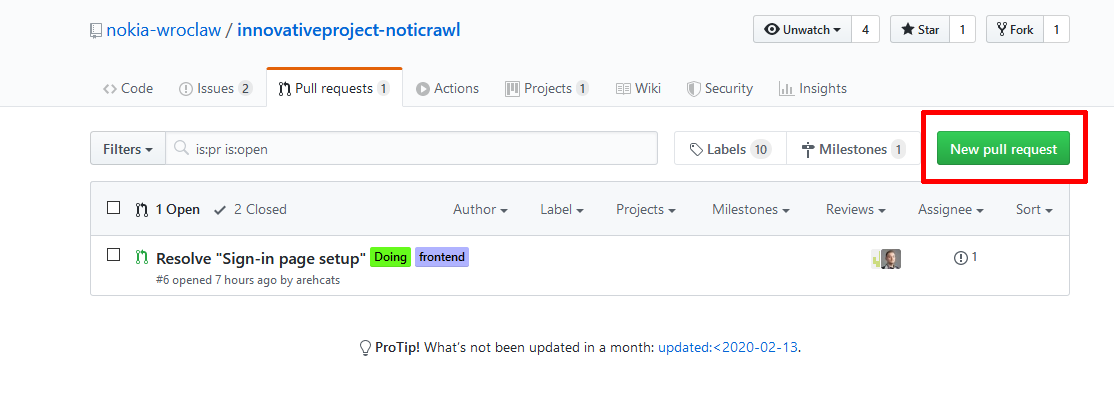 nokia-wroclaw / innovativeproject-noticrawl Unwatch 4 Star 1 Fork 1
Code Issues 2 Pull requests 1 Actions Projects 1 Wiki Security Insights
Filters is:pr is:open Labels 10 Milestones 1 New pull request
1 Open 2 Closed Author Label Projects Milestones Reviews Assignee Sort
Resolve "Sign-in page setup" Doing frontend 1
#6 opened 7 hours ago by arehcats
ProTip! What's not been updated in a month: updated:<2020-02-13.